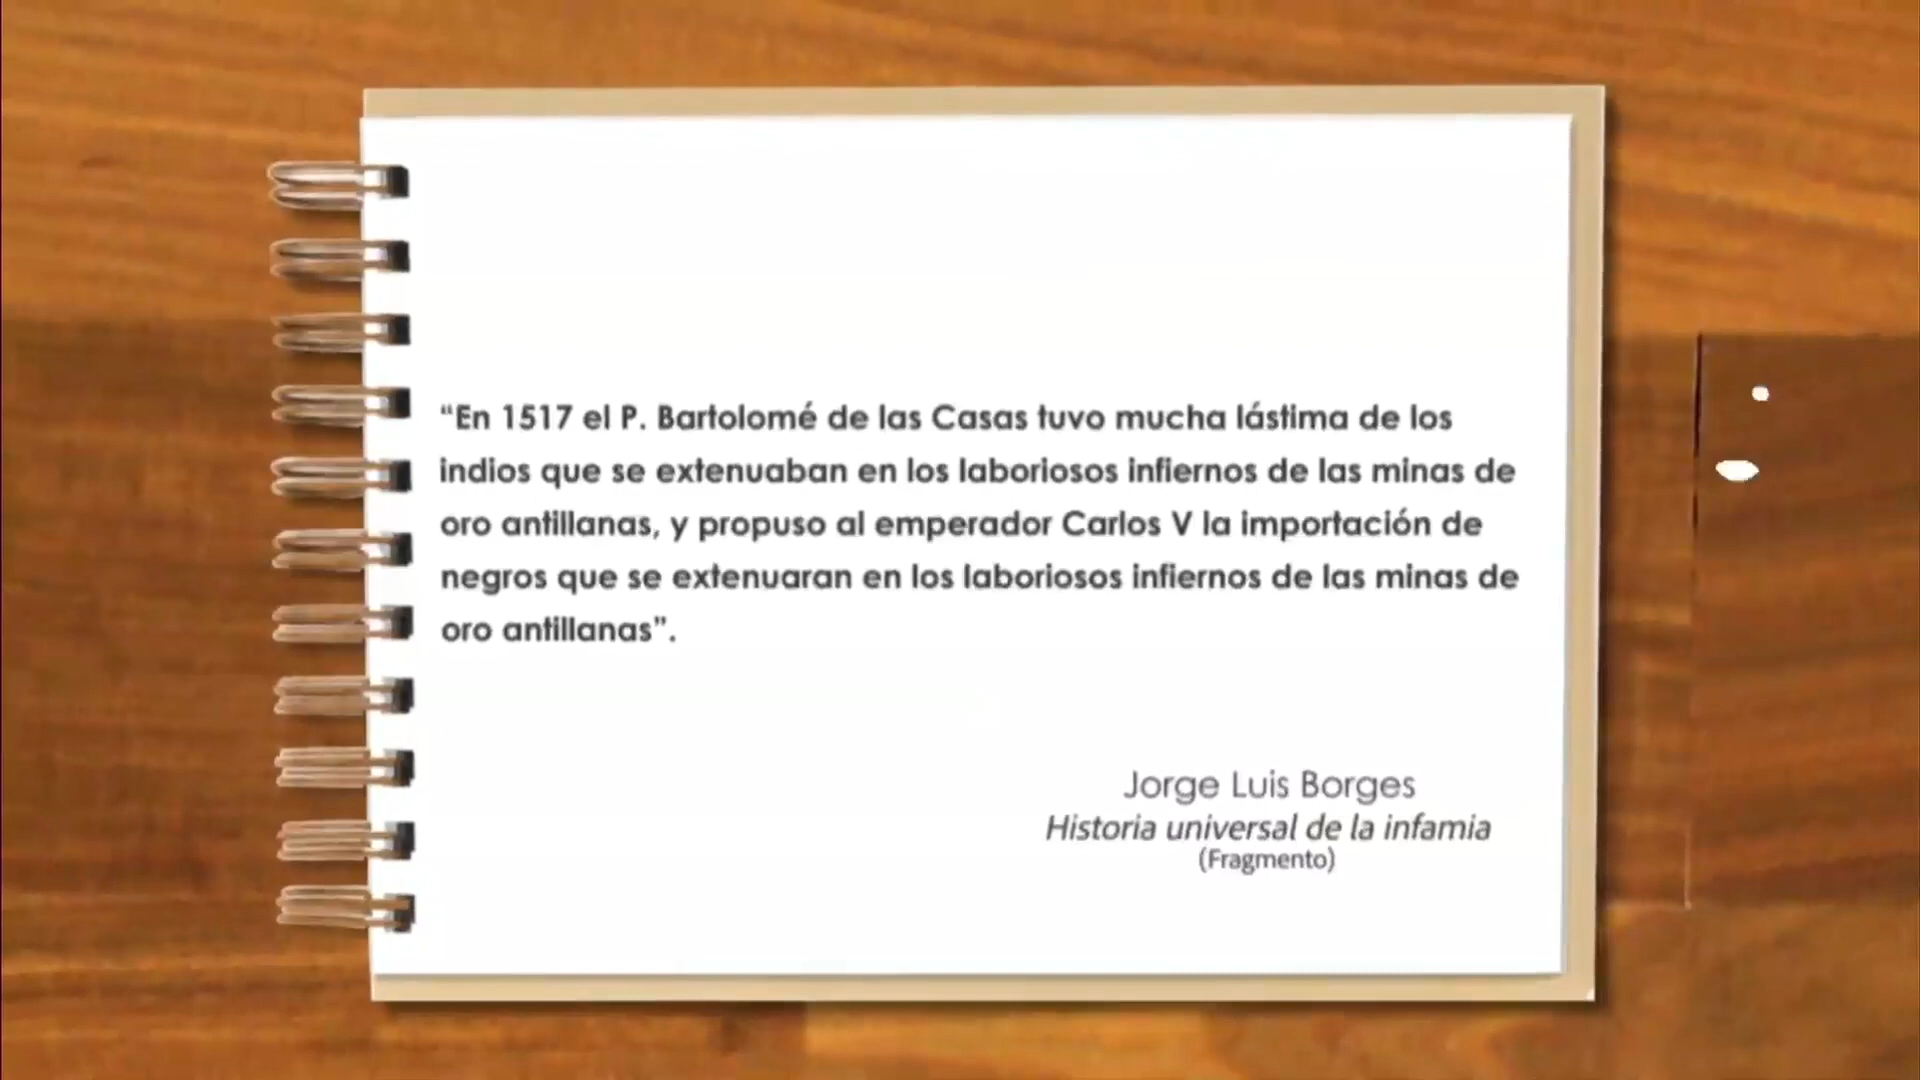 “En 1517 el P. Bartolomé de las Casas tuvo mucha lástima de los
indios que se extenuaban en los laboriosos infiernos de las minas de
oro antillanas, y propuso al emperador Carlos V la importación de
negros que se extenuaran en los laboriosos infiernos de las minas de
oro antillanas”.
Jorge Luis Borges
Historia universal de la infamia
(Fragmento)